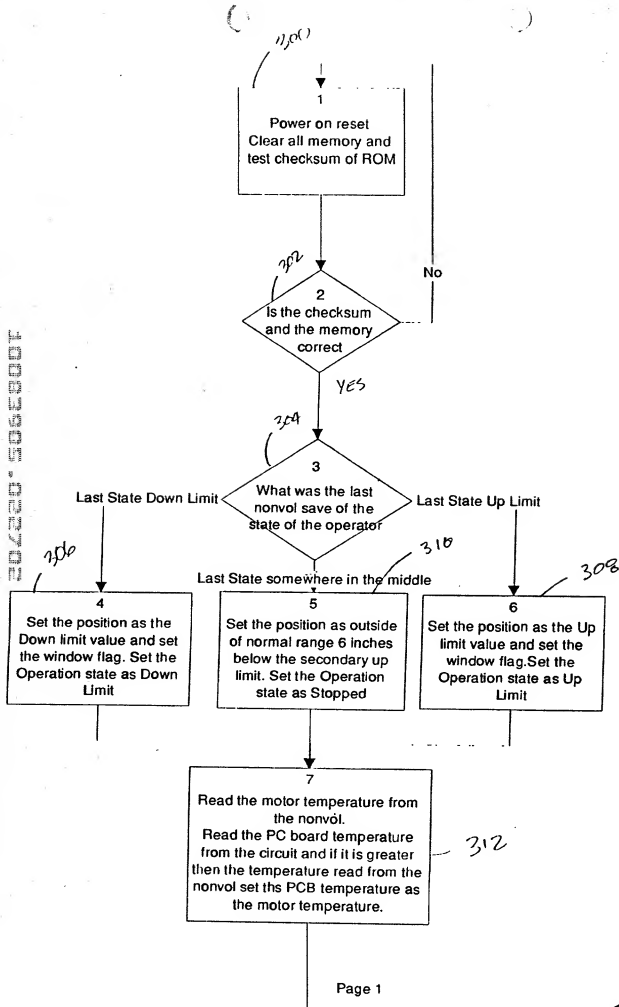 1
Power on reset
Clear all memory and
test checksum of ROM
302
2
Is the checksum
and the memory
correct
No
YES
304
3
What was the last
nonvol save of the
state of the operator
Last State Down Limit
Last State Up Limit
Last State somewhere in the middle
306
310
308
4
Set the position as the
Down limit value and set
the window flag. Set the
Operation state as Down
Limit
5
Set the position as outside
of normal range 6 inches
below the secondary up
limit. Set the Operation
state as Stopped
6
Set the position as the Up
limit value and set the
window flag.Set the
Operation state as Up
Limit
7
Read the motor temperature from
the nonvol.
Read the PC board temperature
from the circuit and if it is greater
then the temperature read from the
nonvol set ths PCB temperature as
the motor temperature.
312
Page 1